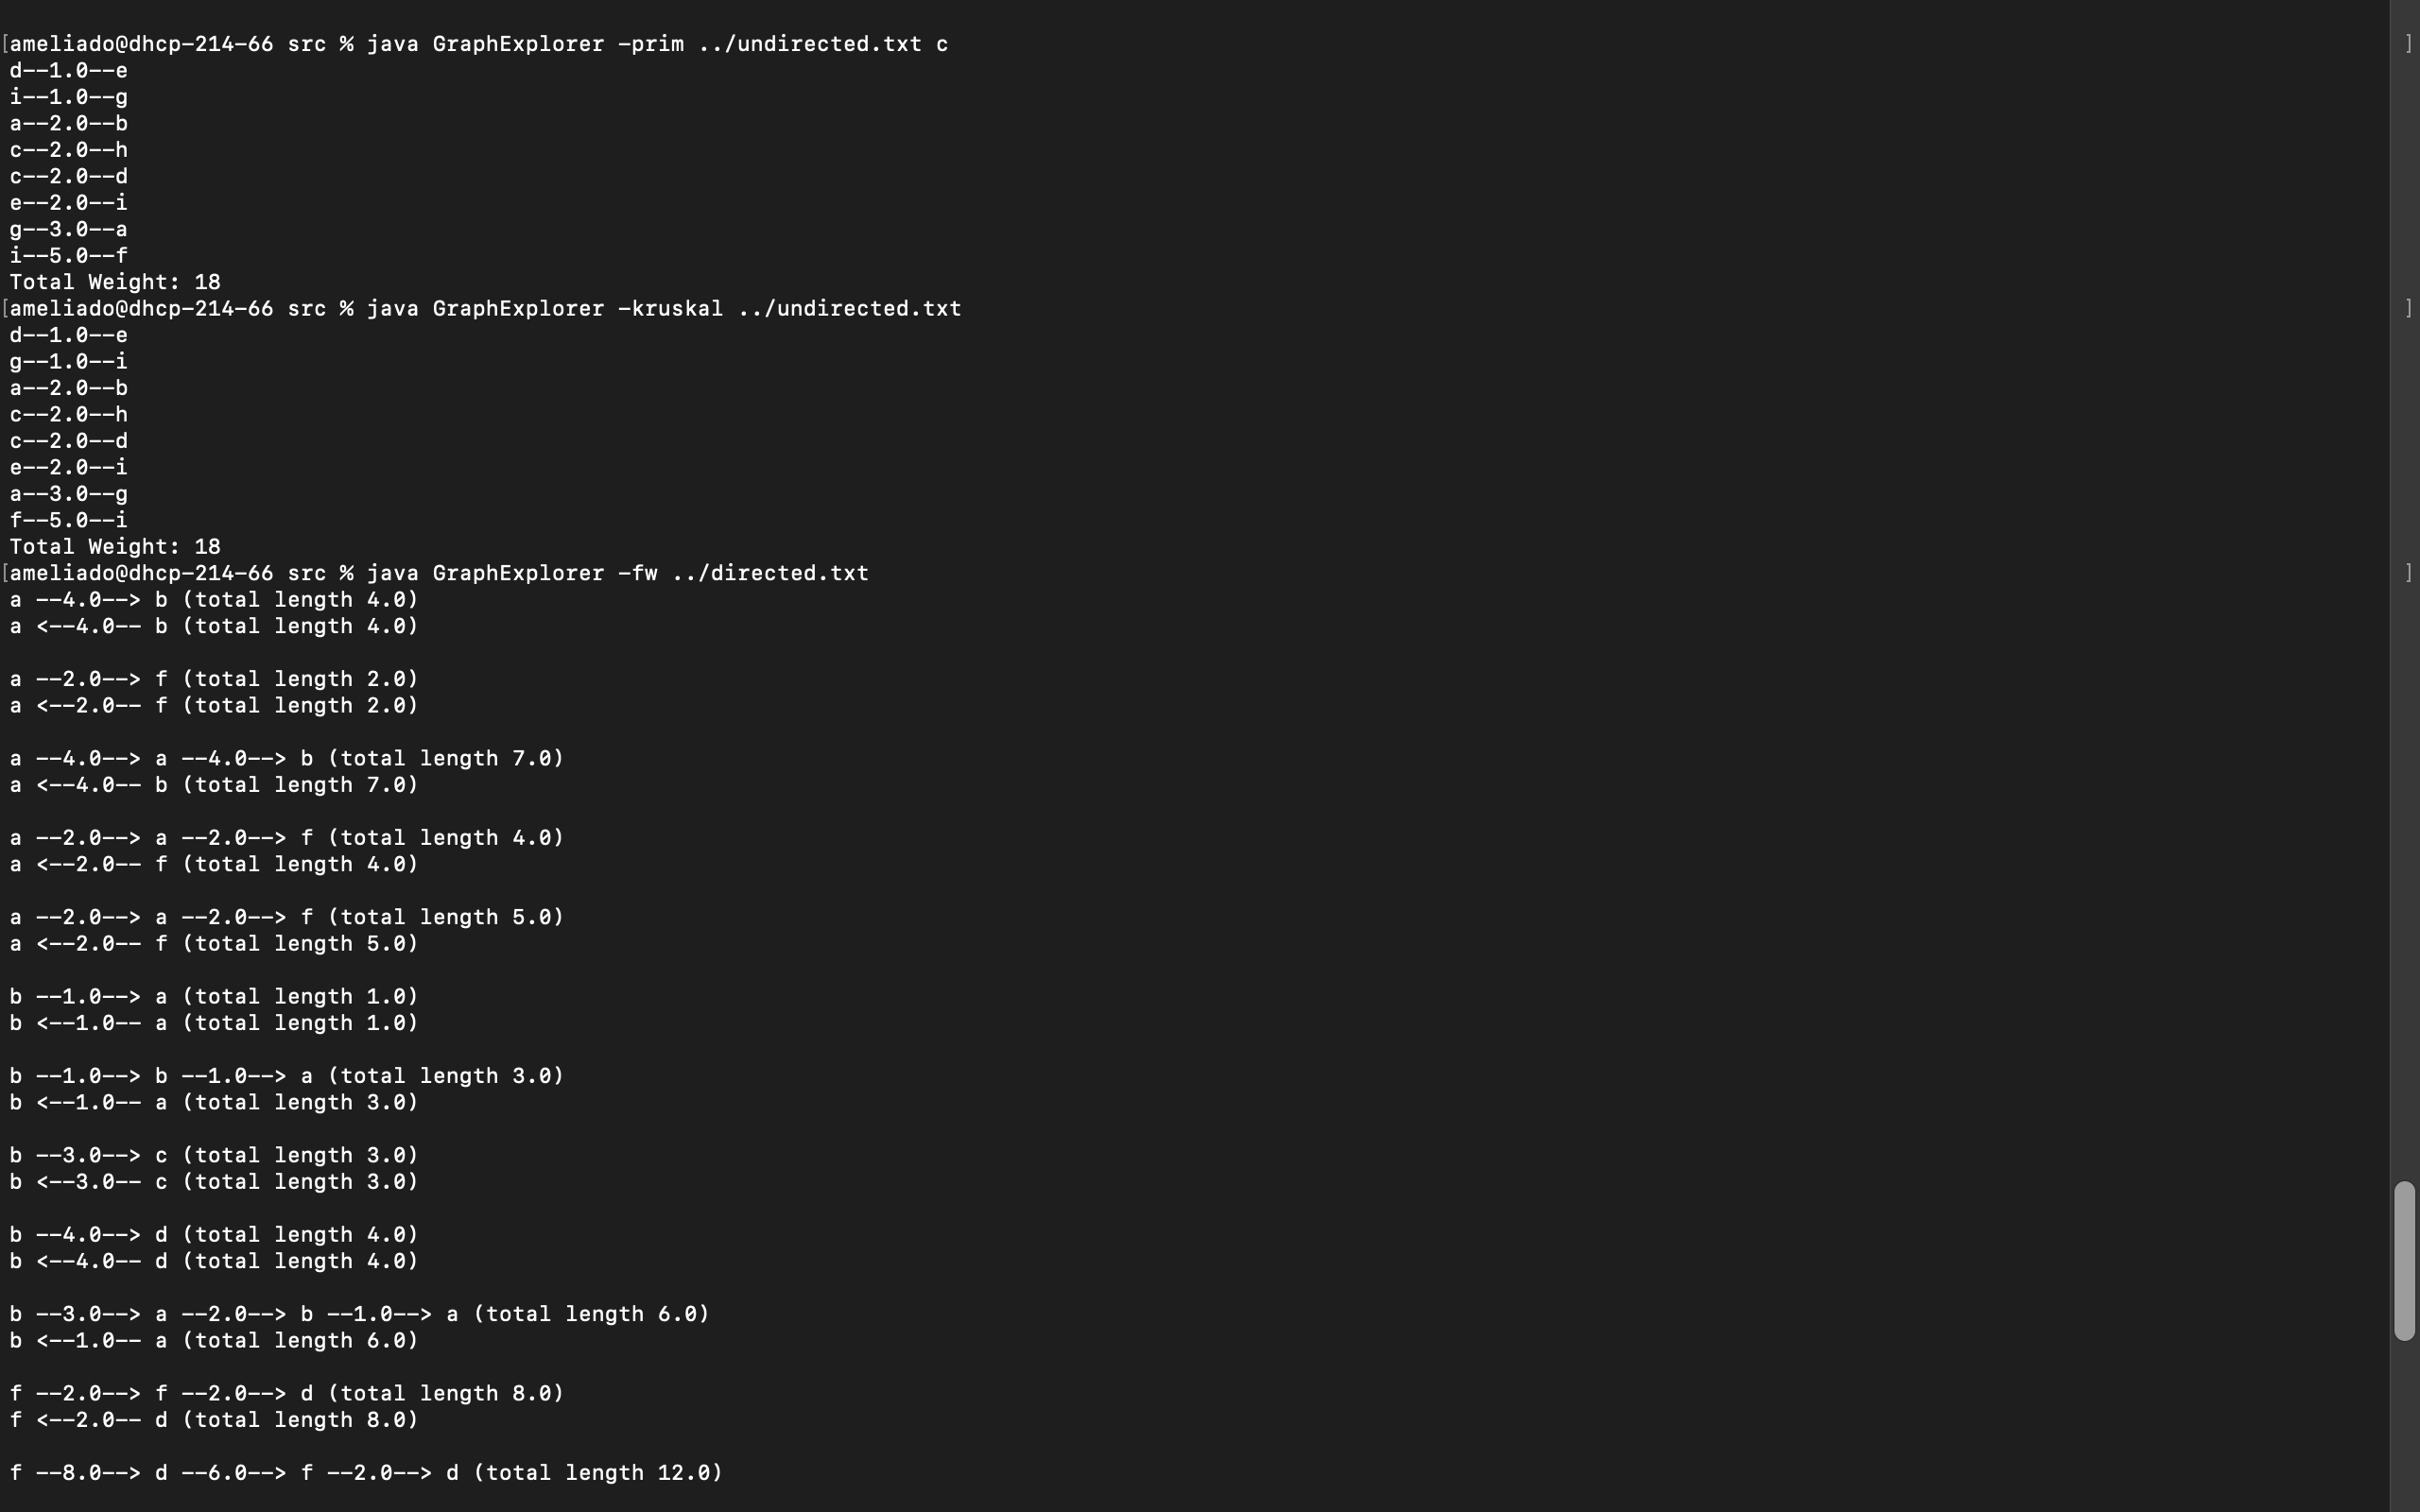 [ameliado@dhcp-214-66 src % java GraphExplorer -prim ../undirected.txt c ]
d--1.0--e
i--1.0--g
a--2.0--b
c--2.0--h
c--2.0--d
e--2.0--i
g--3.0--a
i--5.0--f
Total Weight: 18
[ameliado@dhcp-214-66 src % java GraphExplorer -kruskal ../undirected.txt ]
d--1.0--e
g--1.0--i
a--2.0--b
c--2.0--h
c--2.0--d
e--2.0--i
a--3.0--g
f--5.0--i
Total Weight: 18
[ameliado@dhcp-214-66 src % java GraphExplorer -fw ../directed.txt ]
a --4.0--> b (total length 4.0)
a <--4.0-- b (total length 4.0)
a --2.0--> f (total length 2.0)
a <--2.0-- f (total length 2.0)
a --4.0--> a --4.0--> b (total length 7.0)
a <--4.0-- b (total length 7.0)
a --2.0--> a --2.0--> f (total length 4.0)
a <--2.0-- f (total length 4.0)
a --2.0--> a --2.0--> f (total length 5.0)
a <--2.0-- f (total length 5.0)
b --1.0--> a (total length 1.0)
b <--1.0-- a (total length 1.0)
b --1.0--> b --1.0--> a (total length 3.0)
b <--1.0-- a (total length 3.0)
b --3.0--> c (total length 3.0)
b <--3.0-- c (total length 3.0)
b --4.0--> d (total length 4.0)
b <--4.0-- d (total length 4.0)
b --3.0--> a --2.0--> b --1.0--> a (total length 6.0)
b <--1.0-- a (total length 6.0)
f --2.0--> f --2.0--> d (total length 8.0)
f <--2.0-- d (total length 8.0)
f --8.0--> d --6.0--> f --2.0--> d (total length 12.0)